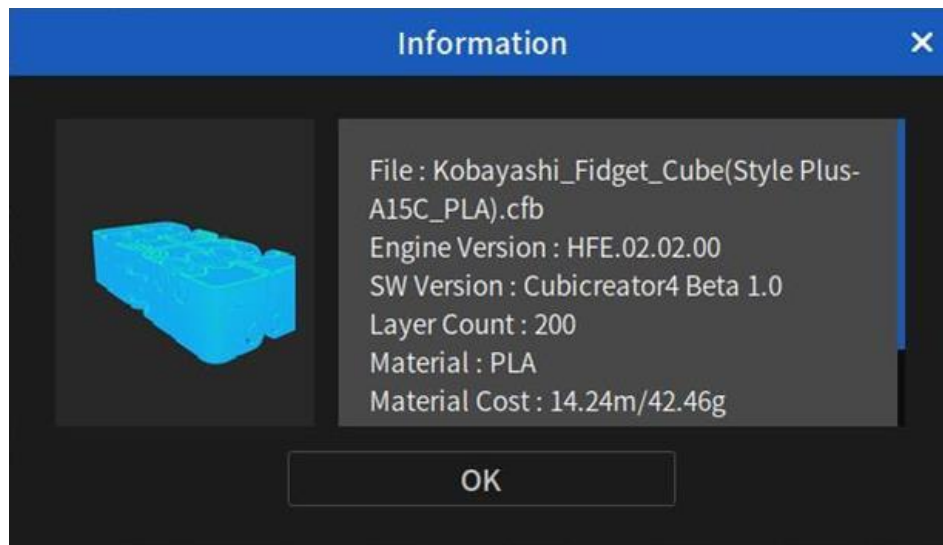 Information
File : Kobayashi_Fidget_Cube(Style Plus-
A15C_PLA).cfb
Engine Version : HFE.02.02.00
SW Version : Cubicreator4 Beta 1.0
Layer Count : 200
Material : PLA
Material Cost : 14.24m/42.46g
OK